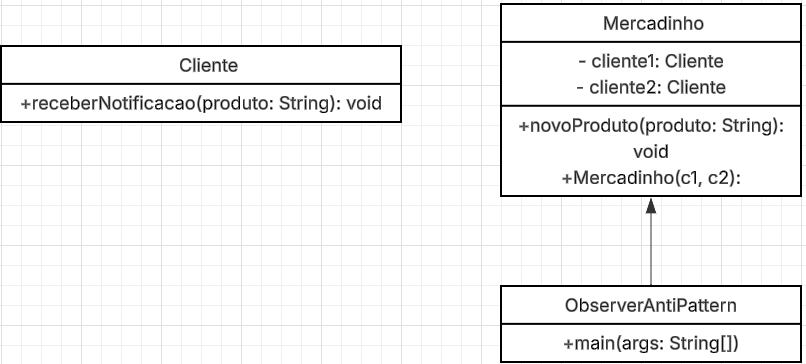 Cliente
+receberNotificacao(produto: String): void
Mercadinho
- cliente1: Cliente
- cliente2: Cliente
+novoProduto(produto: String):
void
+Mercadinho(c1, c2):
ObserverAntiPattern
+main(args: String[])